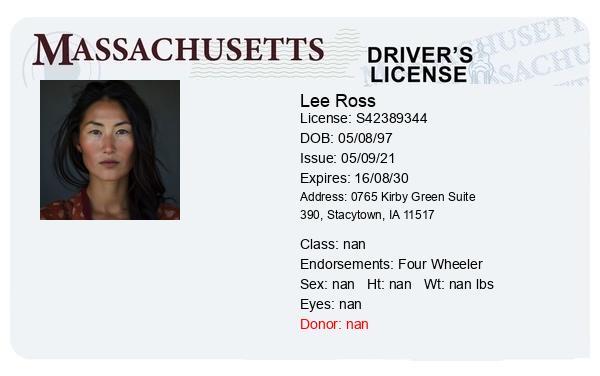 MASSACHUSETTS
DRIVER'S
LICENSE
Lee Ross
License: S42389344
DOB: 05/08/97
Issue: 05/09/21
Expires: 16/08/30
Address: 0765 Kirby Green Suite
390, Stacytown, IA 11517
Class: nan
Endorsements: Four Wheeler
Sex: nan Ht: nan Wt: nan lbs
Eyes: nan
Donor: nan